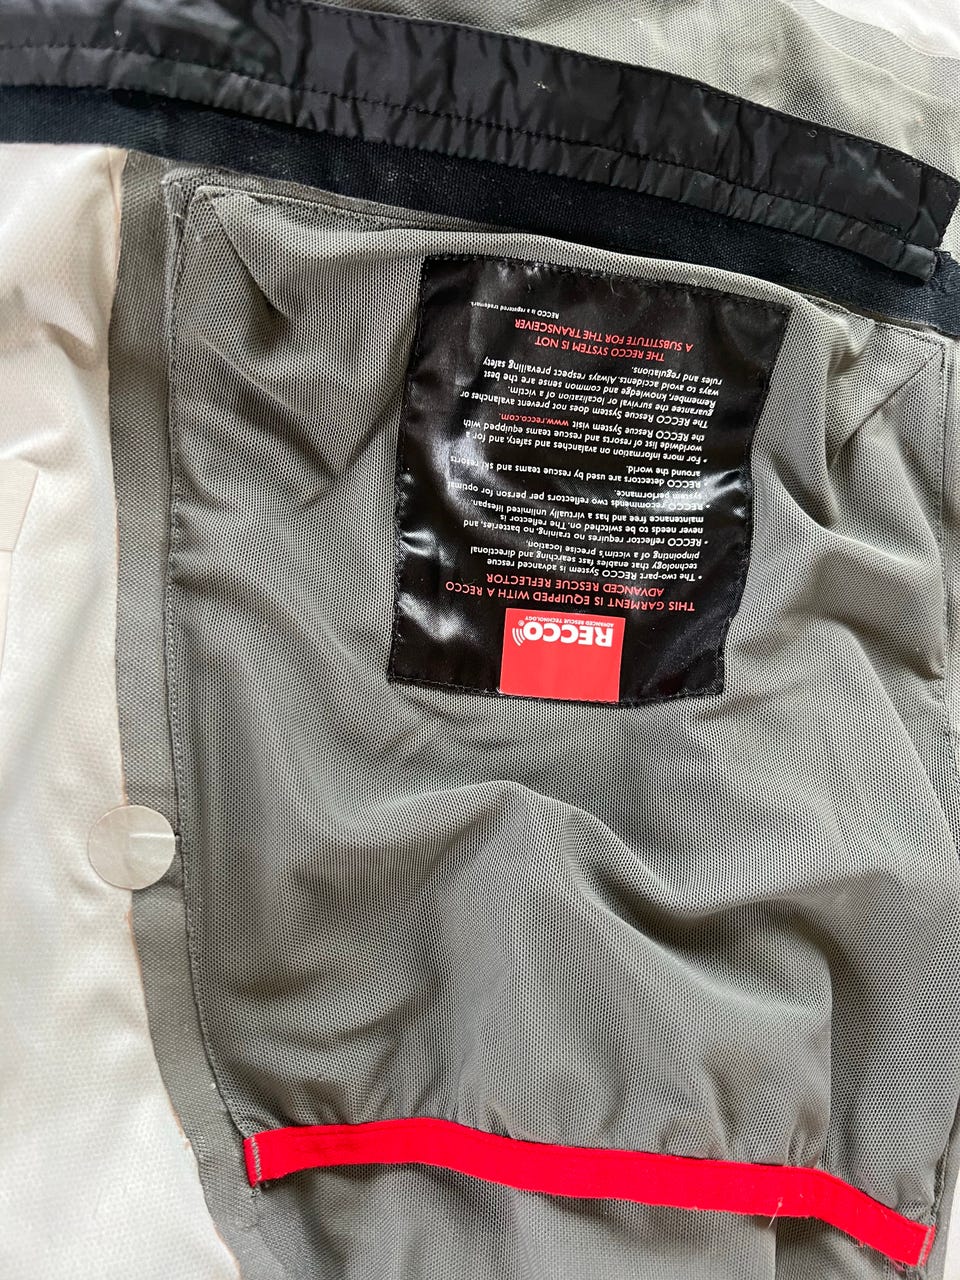 RECCO®
ADVANCED RESCUE TECHNOLOGY
THIS GARMENT IS EQUIPPED WITH A RECCO
ADVANCED RESCUE REFLECTOR
• The two-part RECCO System is advanced rescue
technology that enables fast searching and directional
pinpointing of a victim's precise location.
• RECCO reflector requires no training, no batteries, and
never needs to be switched on. The reflector is
maintenance free and has a virtually unlimited lifespan.
• RECCO recommends two reflectors per person for optimal
system performance.
• RECCO detectors are used by rescue teams and ski resorts
around the world.
• For more information on avalanches and safety, and for a
worldwide list of resorts and rescue teams equipped with
the RECCO Rescue System visit www.recco.com.
The RECCO Rescue System does not prevent avalanches or
guarantee the survival or localization of a victim.
Remember, knowledge and common sense are the best
ways to avoid accidents. Always respect prevailing safety
rules and regulations.
THE RECCO SYSTEM IS NOT
A SUBSTITUTE FOR THE TRANSCEIVER
RECCO is a registered trademark